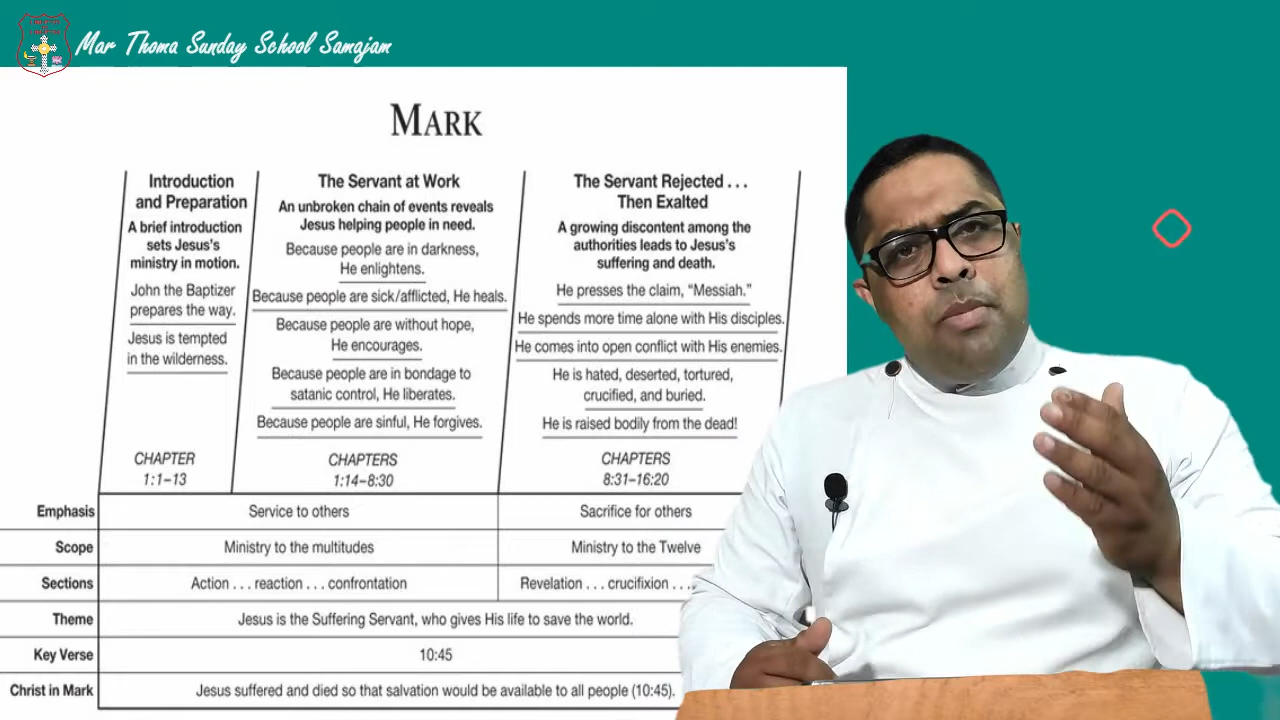 Mar Thoma Sunday School Samajam
MARK
Introduction
and Preparation
A brief introduction
sets Jesus's
ministry in motion.
John the Baptizer
prepares the way.
Jesus is tempted
in the wilderness.
CHAPTER
1:1–13
The Servant at Work
An unbroken chain of events reveals
Jesus helping people in need.
Because people are in darkness,
He enlightens.
Because people are sick/afflicted, He heals.
Because people are without hope,
He encourages.
Because people are in bondage to
satanic control, He liberates.
Because people are sinful, He forgives.
CHAPTERS
1:14–8:30
The Servant Rejected . . .
Then Exalted
A growing discontent among the
authorities leads to Jesus's
suffering and death.
He presses the claim, “Messiah.”
He spends more time alone with His disciples.
He comes into open conflict with His enemies.
He is hated, deserted, tortured,
crucified, and buried.
He is raised bodily from the dead!
CHAPTERS
8:31–16:20
Emphasis Service to others Sacrifice for others
Scope Ministry to the multitudes Ministry to the Twelve
Sections Action . . . reaction . . . confrontation Revelation . . . crucifixion . . .
Theme Jesus is the Suffering Servant, who gives His life to save the world.
Key Verse 10:45
Christ in Mark Jesus suffered and died so that salvation would be available to all people (10:45).